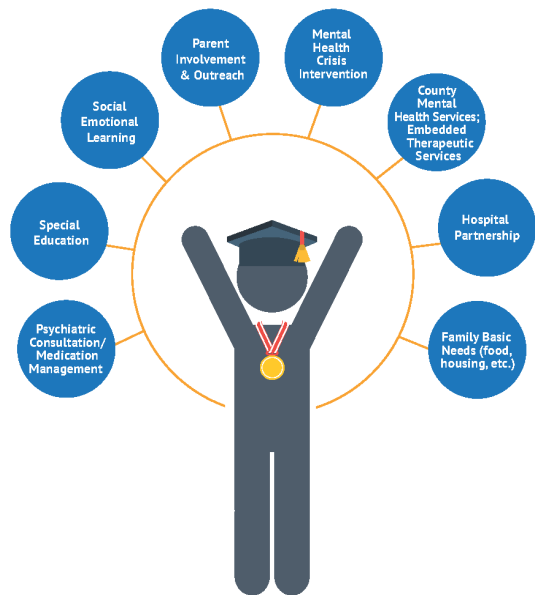 Parent
Involvement
& Outreach
Mental
Health
Crisis
Intervention
Social
Emotional
Learning
County
Mental
Health Services;
Embedded
Therapeutic
Services
Special
Education
Hospital
Partnership
Psychiatric
Consultation/
Medication
Management
Family Basic
Needs (food,
housing, etc.)